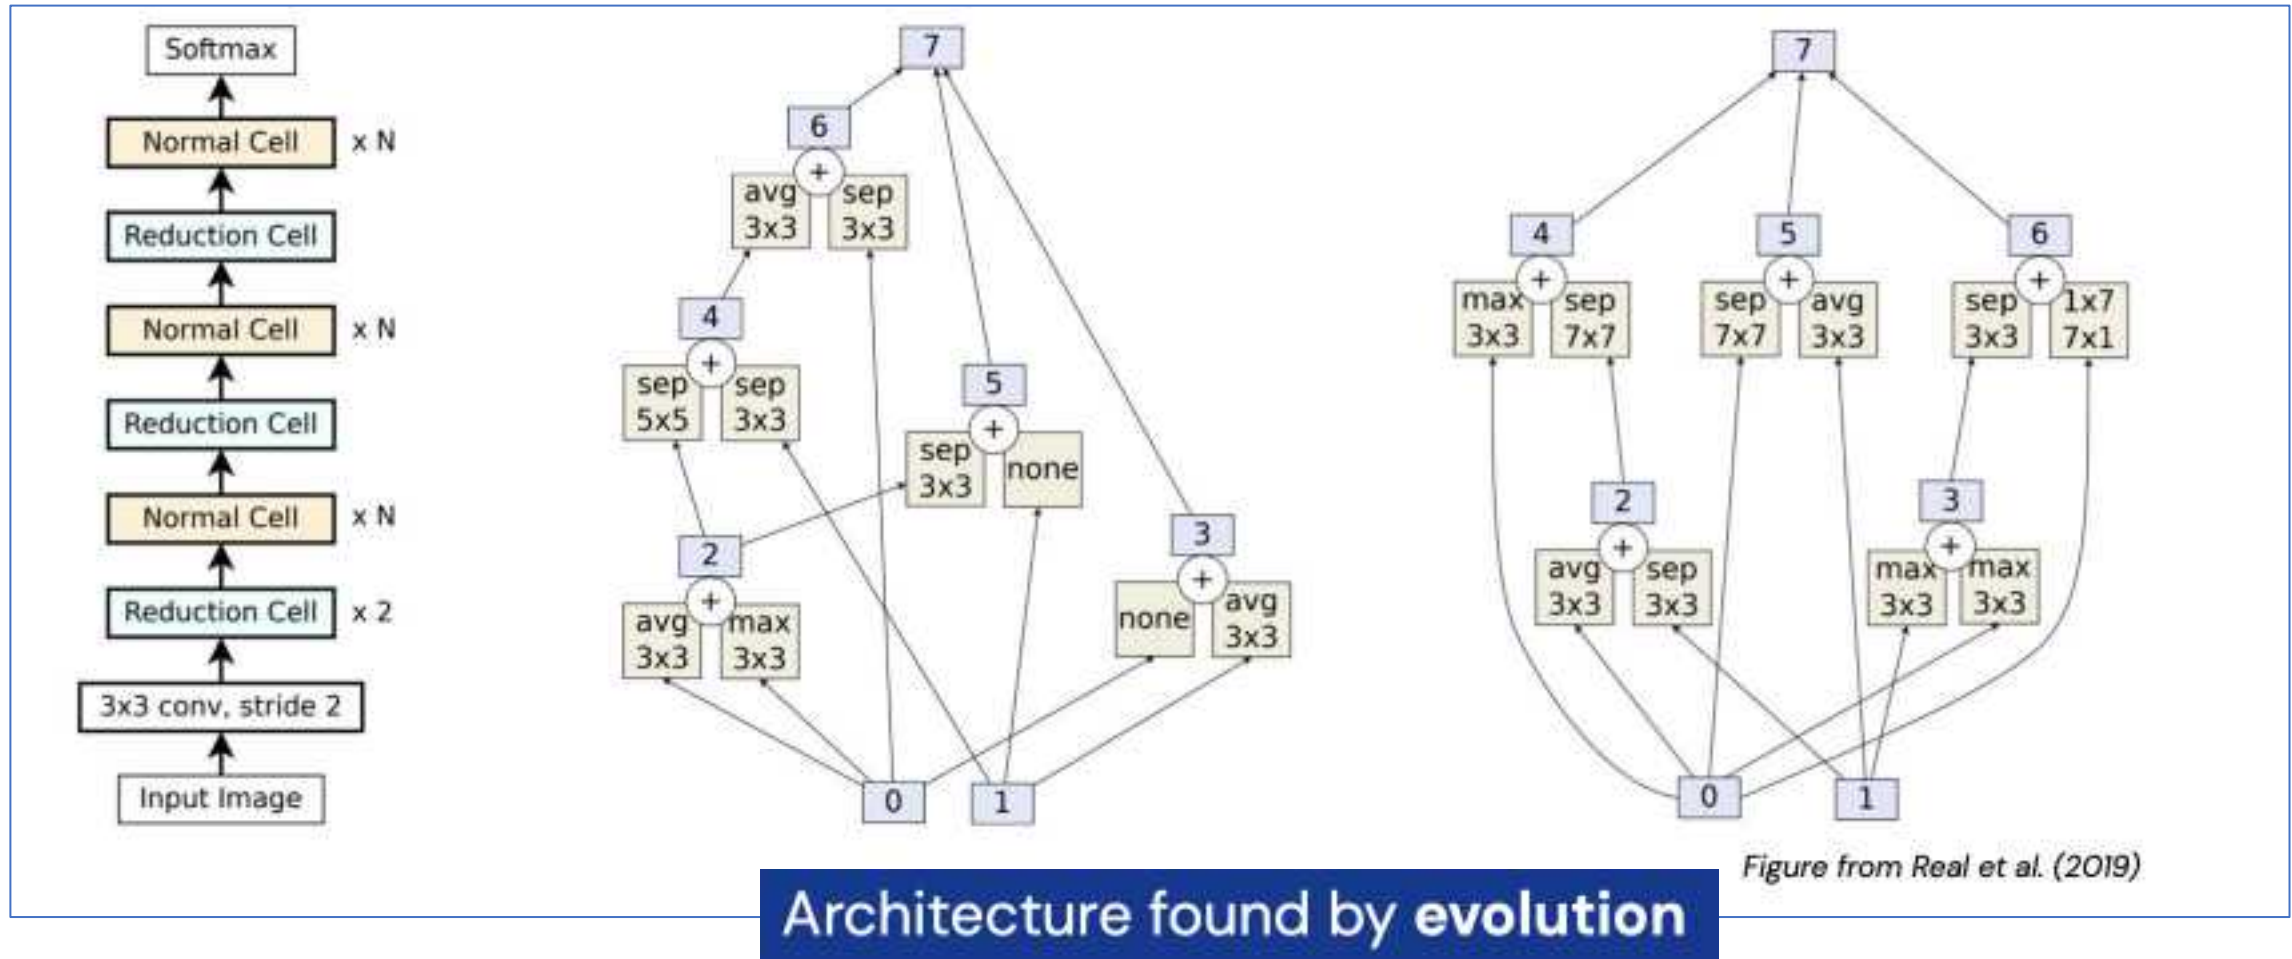 Softmax
Normal Cell x N
Reduction Cell
Normal Cell x N
Reduction Cell
Normal Cell x N
Reduction Cell x 2
3x3 conv, stride 2
Input Image
7
6
+
avg sep
3x3 3x3
4
+
sep sep
5x5 3x3
5
+
sep none
3x3
2
+
avg max
3x3 3x3
3
+
none avg
3x3
0 1
7
4 5 6
+ + +
max sep sep avg sep 1x7
3x3 7x7 7x7 3x3 3x3 7x1
2 3
+ +
avg sep max max
3x3 3x3 3x3 3x3
0 1
Figure from Real et al. (2019)
Architecture found by evolution